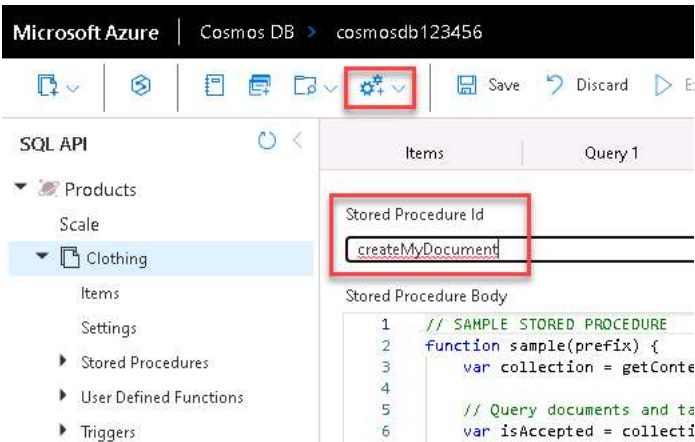 Microsoft Azure | Cosmos DB > cosmosdb123456
Save Discard
SQL API
Items Query 1
Products
Scale
Clothing
Items
Settings
Stored Procedures
User Defined Functions
Triggers
Stored Procedure Id
createMyDocument
Stored Procedure Body
1 // SAMPLE STORED PROCEDURE
2 function sample(prefix) {
3 var collection = getConte
4
5 // Query documents and ta
6 var isAccepted = collecti